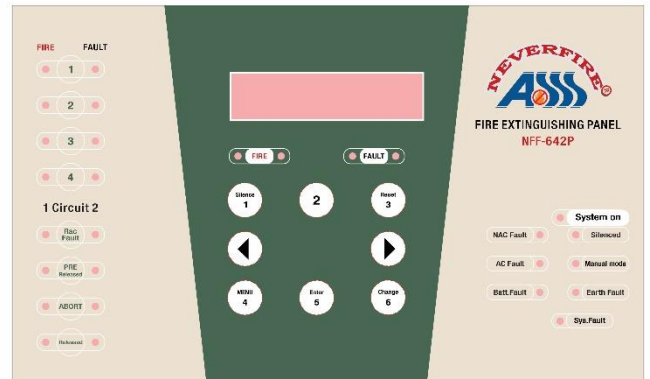 FIRE FAULT
1
2
3
4
1 Circuit 2
Rac
Fault
PRE
Released
ABORT
Released
FIRE
FAULT
Silence
1
2
Reset
3
MENU
4
Enter
5
Change
6
NEVERFIRE
ASSS
®
FIRE EXTINGUISHING PANEL
NFF-642P
System on
NAC Fault
Silenced
AC Fault
Manual mode
Batt.Fault
Earth Fault
Sys.Fault